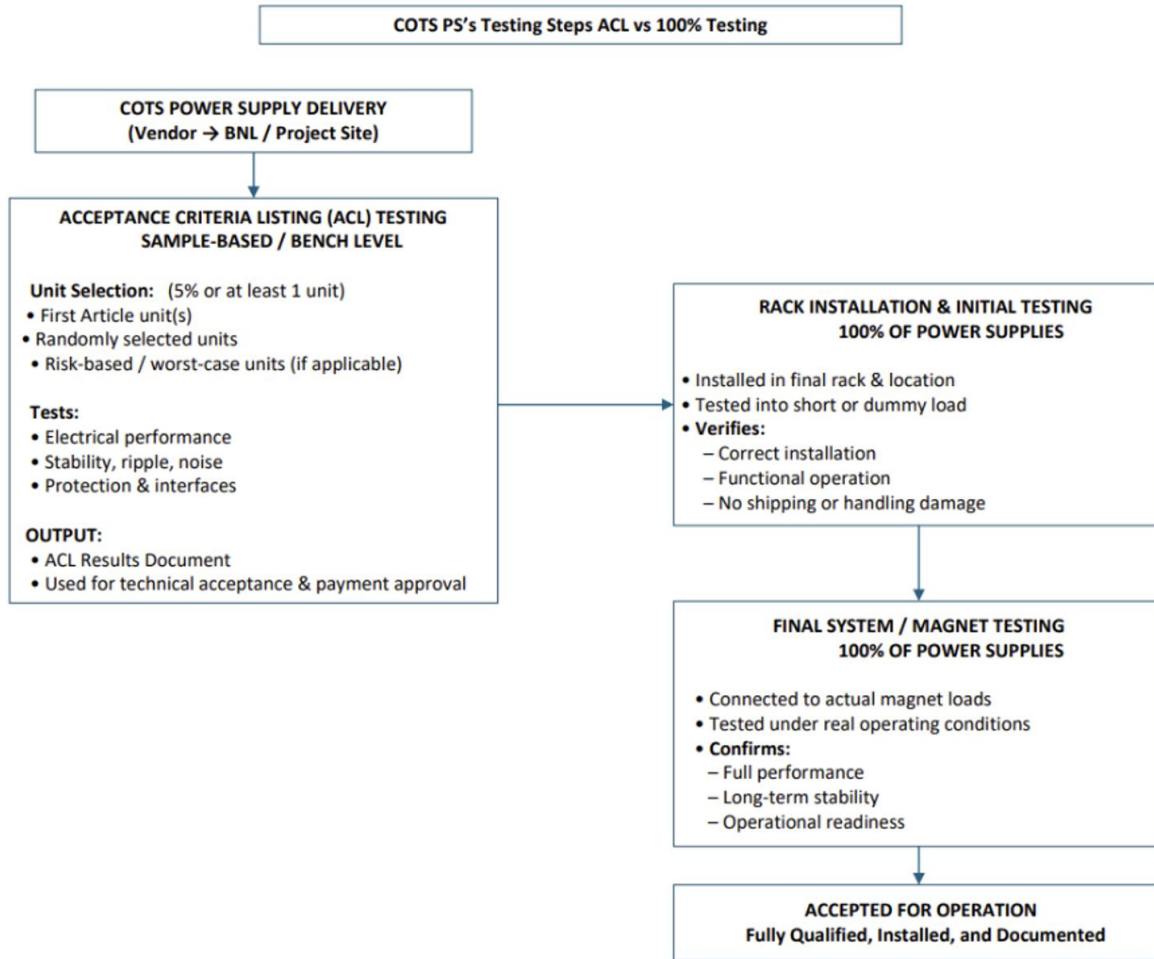 COTS PS’s Testing Steps ACL vs 100% Testing
COTS POWER SUPPLY DELIVERY
(Vendor → BNL / Project Site)
ACCEPTANCE CRITERIA LISTING (ACL) TESTING
SAMPLE-BASED / BENCH LEVEL
Unit Selection: (5% or at least 1 unit)
• First Article unit(s)
• Randomly selected units
• Risk-based / worst-case units (if applicable)
Tests:
• Electrical performance
• Stability, ripple, noise
• Protection & interfaces
OUTPUT:
• ACL Results Document
• Used for technical acceptance & payment approval
RACK INSTALLATION & INITIAL TESTING
100% OF POWER SUPPLIES
• Installed in final rack & location
• Tested into short or dummy load
• Verifies:
– Correct installation
– Functional operation
– No shipping or handling damage
FINAL SYSTEM / MAGNET TESTING
100% OF POWER SUPPLIES
• Connected to actual magnet loads
• Tested under real operating conditions
• Confirms:
– Full performance
– Long-term stability
– Operational readiness
ACCEPTED FOR OPERATION
Fully Qualified, Installed, and Documented